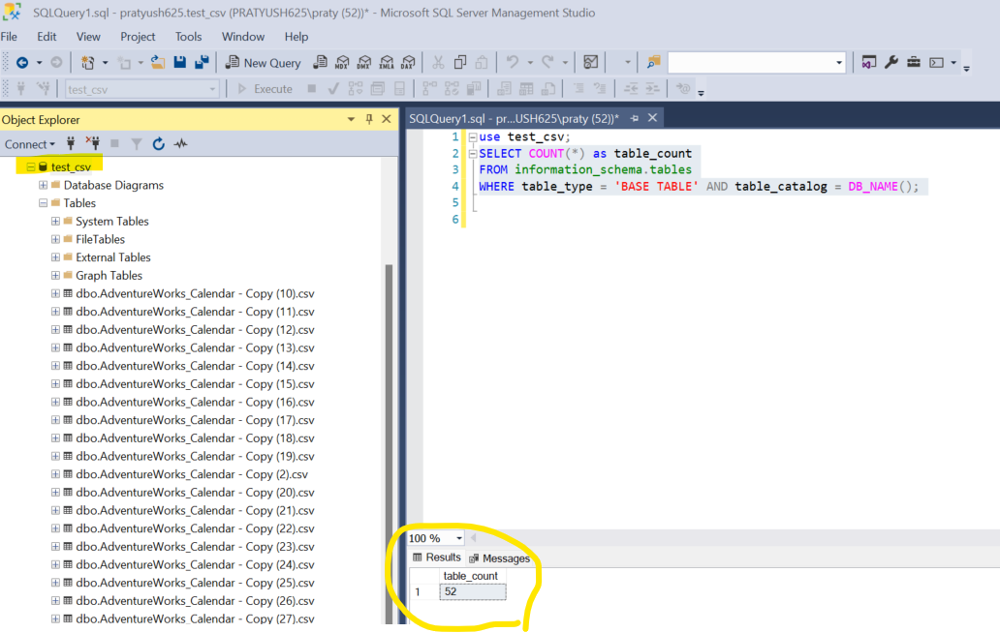 SQLQuery1.sql - pratyush625.test_csv (PRATYUSH625\praty (52))* - Microsoft SQL Server Management Studio
File Edit View Project Tools Window Help
New Query MDX DMX XMLA DAX
test_csv Execute
Object Explorer
Connect
test_csv
Database Diagrams
Tables
System Tables
FileTables
External Tables
Graph Tables
dbo.AdventureWorks_Calendar - Copy (10).csv
dbo.AdventureWorks_Calendar - Copy (11).csv
dbo.AdventureWorks_Calendar - Copy (12).csv
dbo.AdventureWorks_Calendar - Copy (13).csv
dbo.AdventureWorks_Calendar - Copy (14).csv
dbo.AdventureWorks_Calendar - Copy (15).csv
dbo.AdventureWorks_Calendar - Copy (16).csv
dbo.AdventureWorks_Calendar - Copy (17).csv
dbo.AdventureWorks_Calendar - Copy (18).csv
dbo.AdventureWorks_Calendar - Copy (19).csv
dbo.AdventureWorks_Calendar - Copy (2).csv
dbo.AdventureWorks_Calendar - Copy (20).csv
dbo.AdventureWorks_Calendar - Copy (21).csv
dbo.AdventureWorks_Calendar - Copy (22).csv
dbo.AdventureWorks_Calendar - Copy (23).csv
dbo.AdventureWorks_Calendar - Copy (24).csv
dbo.AdventureWorks_Calendar - Copy (25).csv
dbo.AdventureWorks_Calendar - Copy (26).csv
dbo.AdventureWorks_Calendar - Copy (27).csv
SQLQuery1.sql - pr...USH625\praty (52))*
1 use test_csv;
2 SELECT COUNT(*) as table_count
3 FROM information_schema.tables
4 WHERE table_type = 'BASE TABLE' AND table_catalog = DB_NAME();
5
6
100 %
Results Messages
table_count
1 52